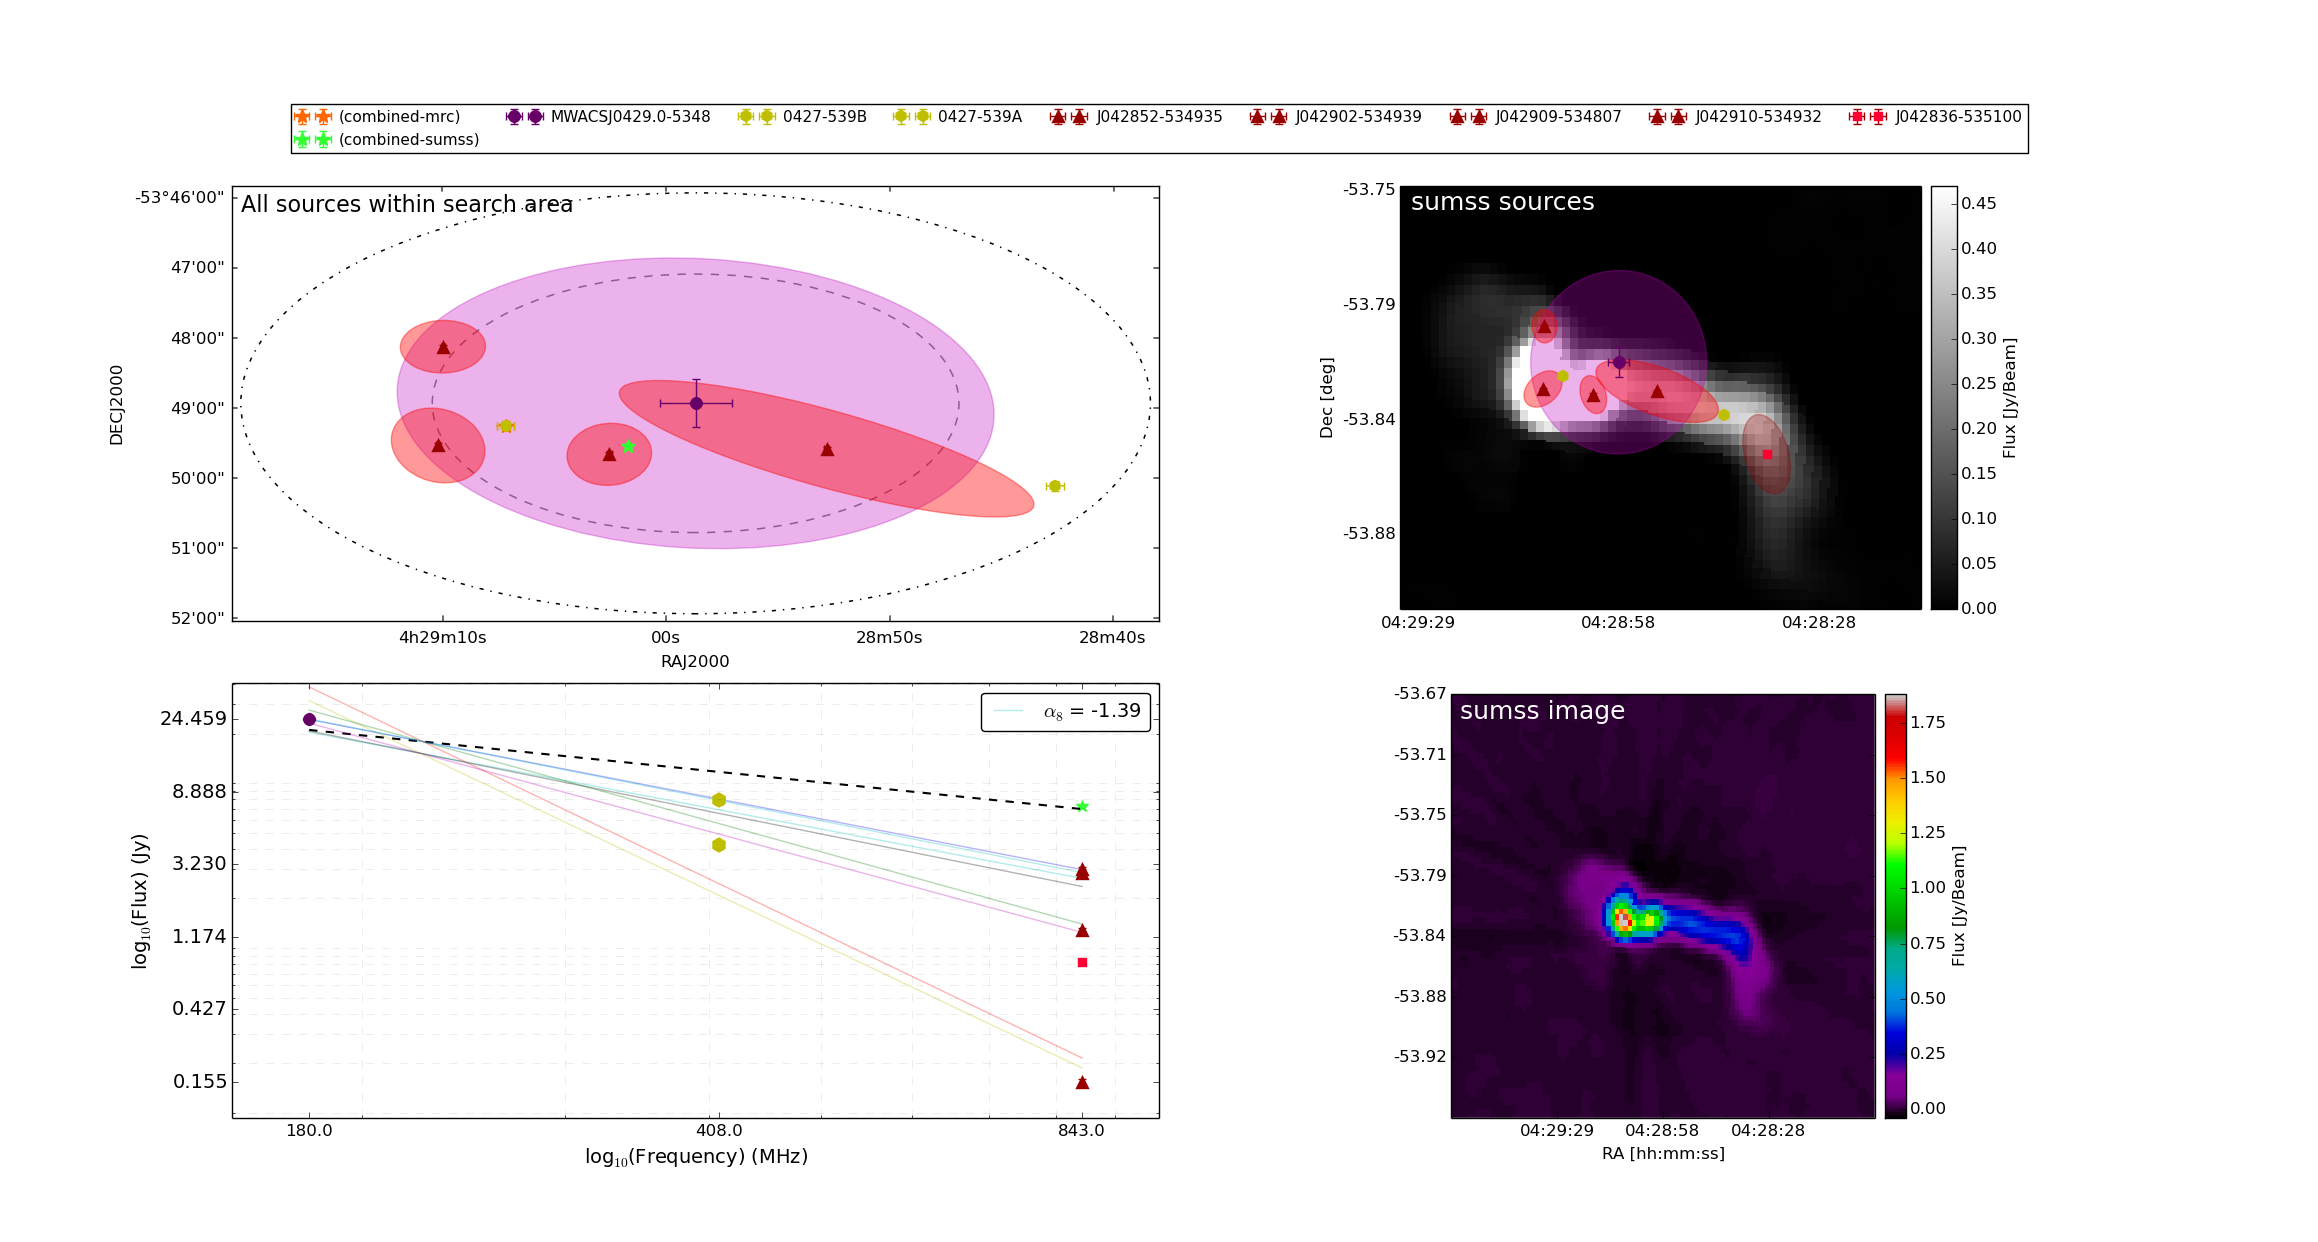 (combined-mrc) MWACSJ0429.0-5348 0427-539B 0427-539A J042852-534935 J042902-534939 J042909-534807 J042910-534932 J042836-535100
(combined-sumss)
All sources within search area
-53°46'00"
47'00"
48'00"
49'00"
50'00"
51'00"
52'00"
DECJ2000
4h29m10s 00s 28m50s 28m40s
RAJ2000
sumss sources
-53.75
-53.79
-53.84
-53.88
Dec [deg]
04:29:29 04:28:58 04:28:28
0.45
0.40
0.35
0.30
0.25
0.20
0.15
0.10
0.05
0.00
Flux [Jy/Beam]
α8 = -1.39
24.459
8.888
3.230
1.174
0.427
0.155
log10(Flux) (Jy)
180.0 408.0 843.0
log10(Frequency) (MHz)
sumss image
-53.67
-53.71
-53.75
-53.79
-53.84
-53.88
-53.92
04:29:29 04:28:58 04:28:28
RA [hh:mm:ss]
1.75
1.50
1.25
1.00
0.75
0.50
0.25
0.00
Flux [Jy/Beam]